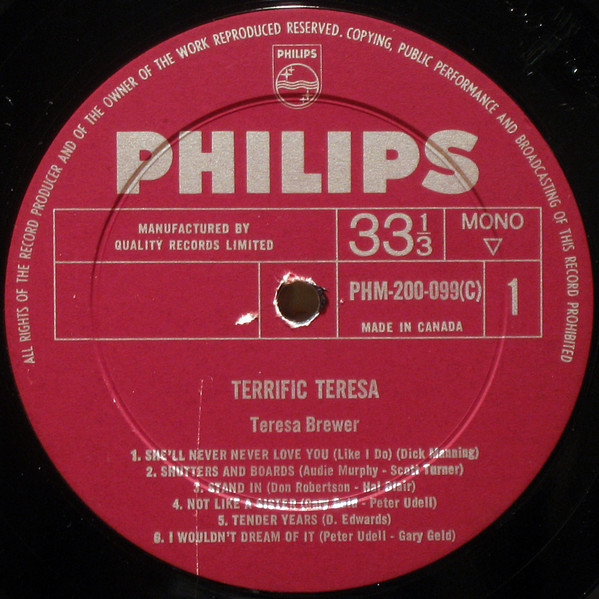 ALL RIGHTS OF THE RECORD PRODUCER AND OF THE OWNER OF THE WORK REPRODUCED RESERVED. COPYING, PUBLIC PERFORMANCE AND BROADCASTING OF THIS RECORD PROHIBITED
PHILIPS
PHILIPS
MANUFACTURED BY
QUALITY RECORDS LIMITED
33 1/3
MONO
▽
PHM-200-099(C)
1
MADE IN CANADA
TERRIFIC TERESA
Teresa Brewer
1. SHE'LL NEVER NEVER LOVE YOU (Like I Do) (Dick Manning)
2. SHUTTERS AND BOARDS (Audie Murphy - Scott Turner)
3. STAND IN (Don Robertson - Hal Blair)
4. NOT LIKE A SISTER (Gary Geld - Peter Udell)
5. TENDER YEARS (D. Edwards)
6. I WOULDN'T DREAM OF IT (Peter Udell - Gary Geld)